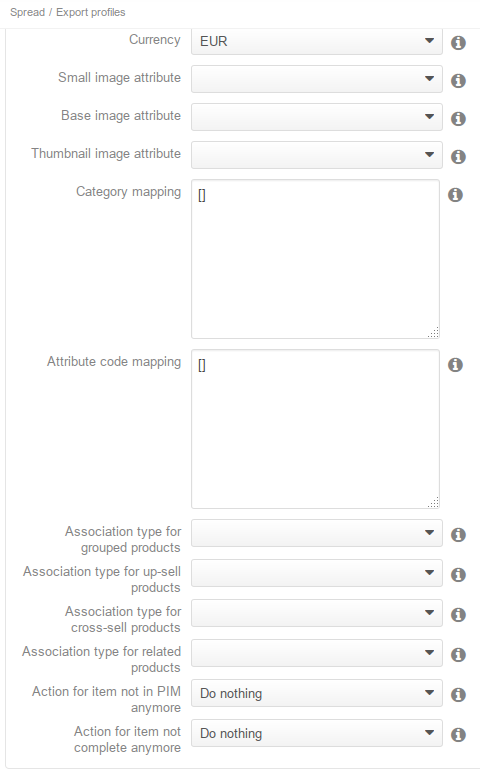 Spread / Export profiles
Currency EUR
Small image attribute
Base image attribute
Thumbnail image attribute
Category mapping []
Attribute code mapping []
Association type for
grouped products
Association type for up-sell
products
Association type for
cross-sell products
Association type for related
products
Action for item not in PIM
anymore
Do nothing
Action for item not
complete anymore
Do nothing